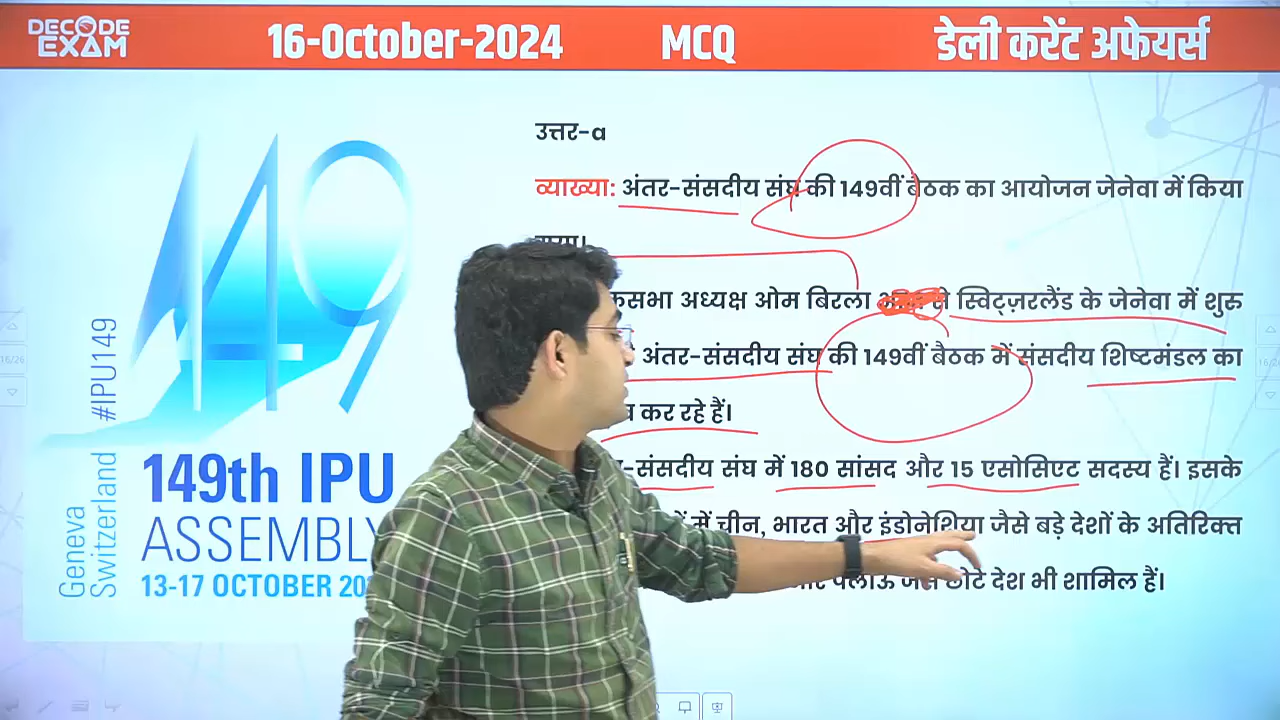 DECODE EXAM
16-October-2024
MCQ
डेली करेंट अफेयर्स
उत्तर-a
व्याख्या: अंतर-संसदीय संघ की 149वीं बैठक का आयोजन जेनेवा में किया
अध्यक्ष ओम बिरला से स्विट्ज़रलैंड के जेनेवा में शुरु
अंतर-संसदीय संघ की 149वीं बैठक में संसदीय शिष्टमंडल का
कर रहे हैं।
-संसदीय संघ में 180 सांसद और 15 एसोसिएट सदस्य हैं। इसके
में चीन, भारत और इंडोनेशिया जैसे बड़े देशों के अतिरिक्त
देश भी शामिल हैं।
#IPU149
Geneva
Switzerland
149
149th IPU
ASSEMBLY
13-17 OCTOBER
16/26